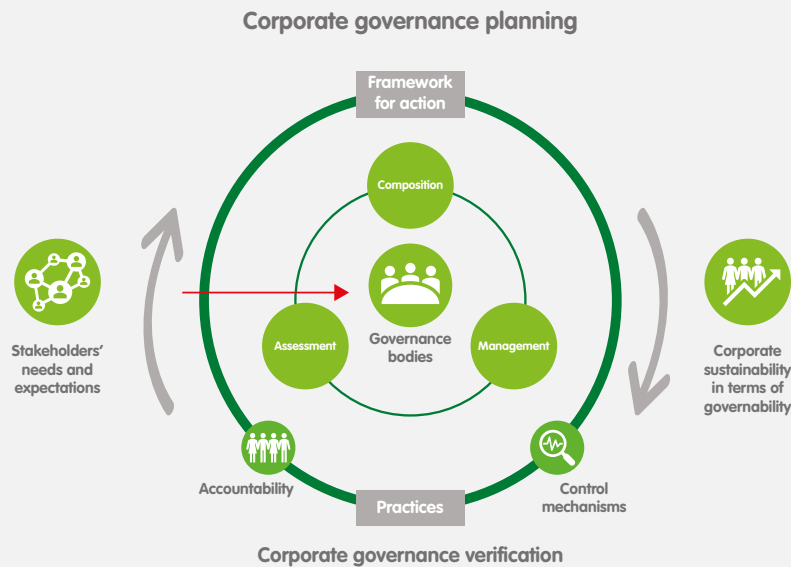 Corporate governance planning
Framework
for action
Composition
Stakeholders'
needs and
expectations
Assessment
Governance
bodies
Management
Corporate
sustainability
in terms of
governability
Accountability
Control
mechanisms
Practices
Corporate governance verification